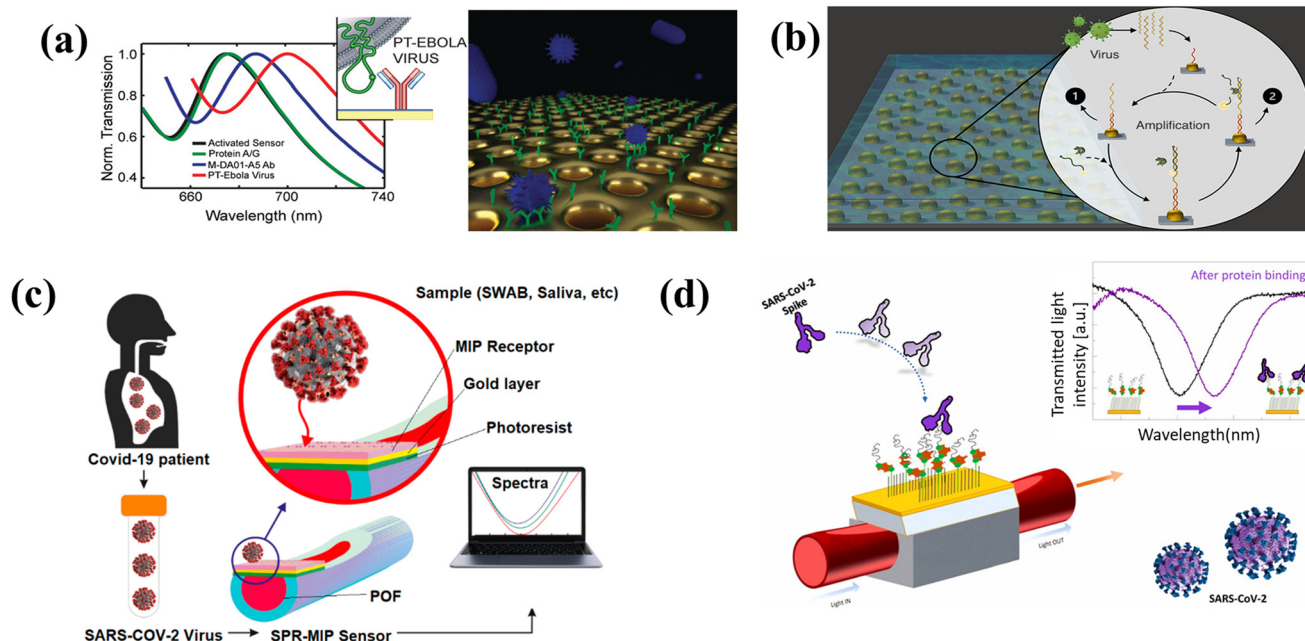 (a)
Norm. Transmission
1.0
0.8
0.6
0.4
Activated Sensor
Protein A/G
M-DA01-A5 Ab
PT-Ebola Virus
660
680
700
720
740
Wavelength (nm)
PT-EBOLA
VIRUS
(b)
Virus
1
2
Amplification
(c)
Sample (SWAB, Saliva, etc)
MIP Receptor
Gold layer
Photoresist
Covid-19 patient
Spectra
POF
SARS-COV-2 Virus
SPR-MIP Sensor
(d)
SARS-CoV-2
Spike
After protein binding
Transmitted light
intensity [a.u.]
Wavelength(nm)
Light OUT
Light IN
SARS-CoV-2